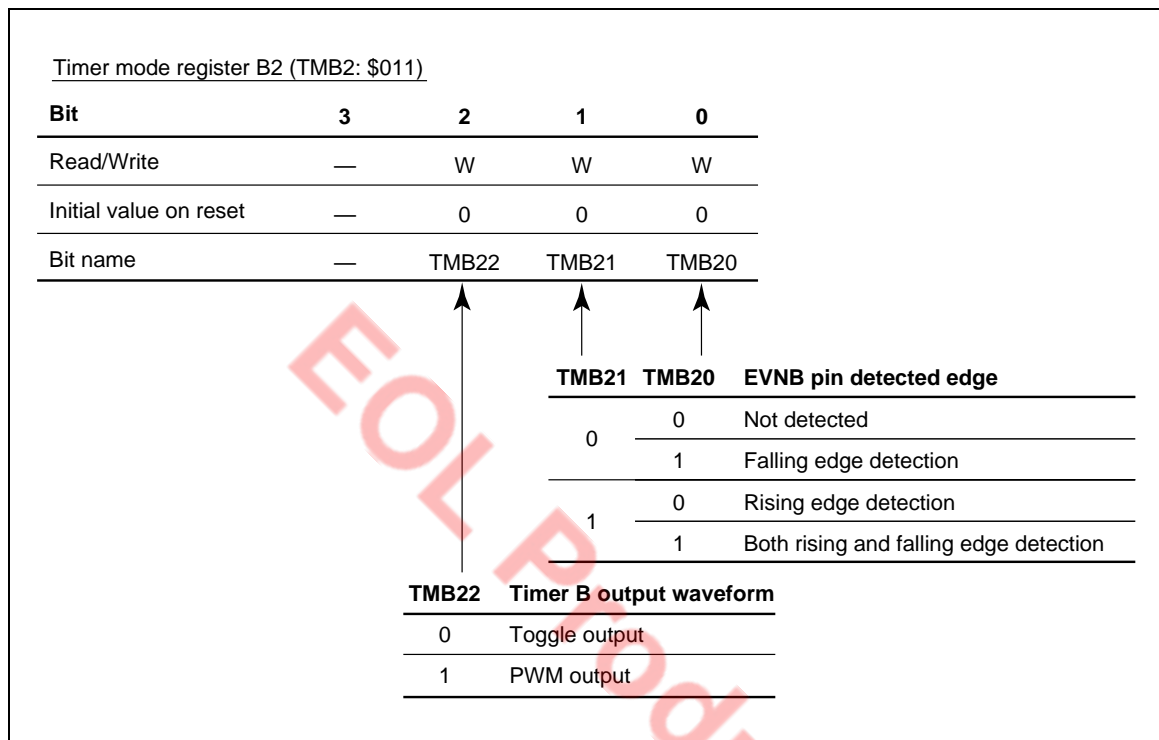 Timer mode register B2 (TMB2: $011)
Bit 3 2 1 0
Read/Write — W W W
Initial value on reset — 0 0 0
Bit name — TMB22 TMB21 TMB20
TMB21 TMB20 EVNB pin detected edge
0 0 Not detected
1 Falling edge detection
1 0 Rising edge detection
1 Both rising and falling edge detection
TMB22 Timer B output waveform
0 Toggle output
1 PWM output
EOL Prod